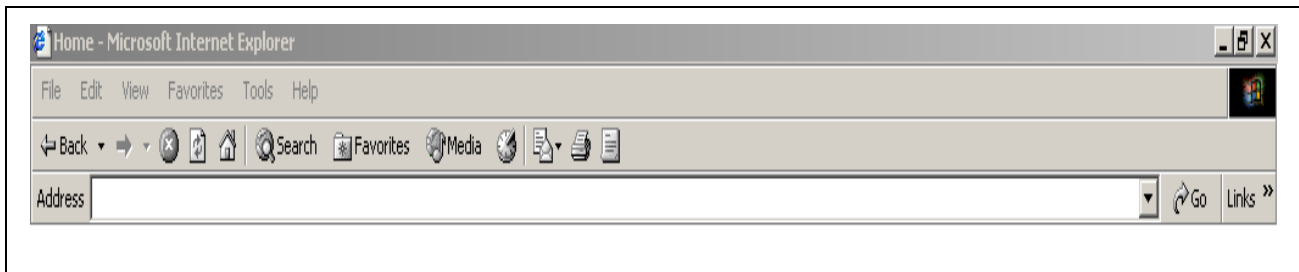 Home - Microsoft Internet Explorer
File Edit View Favorites Tools Help
Back Search Favorites Media
Address Go Links »